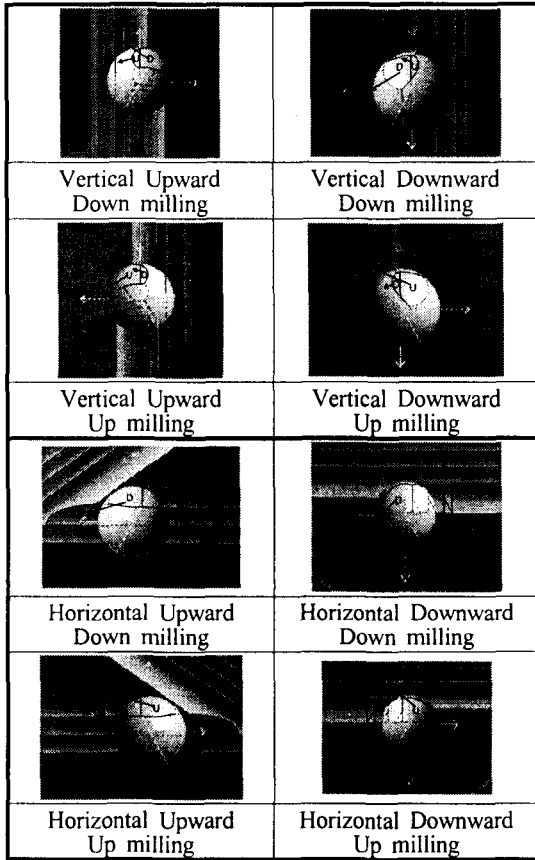 U D
Vertical Upward
Down milling
D U
Vertical Downward
Down milling
U D
Vertical Upward
Up milling
D U
Vertical Downward
Up milling
D
Horizontal Upward
Down milling
D N
Horizontal Downward
Down milling
U
Horizontal Upward
Up milling
Horizontal Downward
Up milling